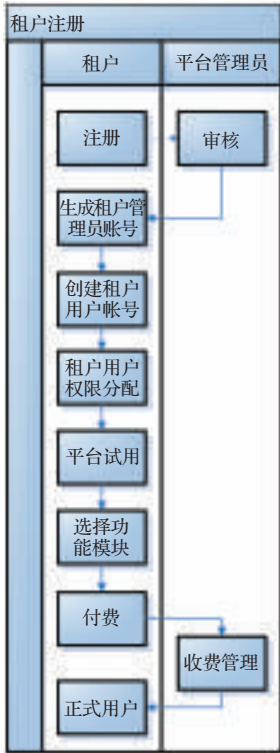 租户注册
租户
平台管理员
注册
审核
生成租户管
理员账号
创建租户
用户帐号
租户用户
权限分配
平台试用
选择功
能模块
付费
收费管理
正式用户